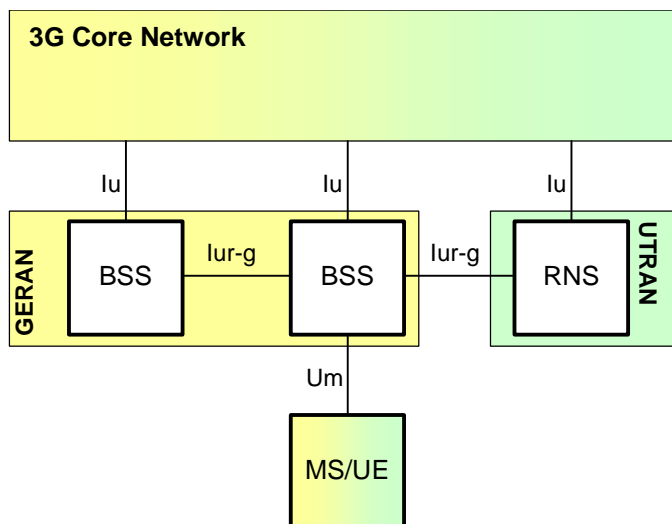 3G Core Network
Iu
Iu
Iu
GERAN
BSS
Iur-g
BSS
Iur-g
RNS
UTRAN
Um
MS/UE